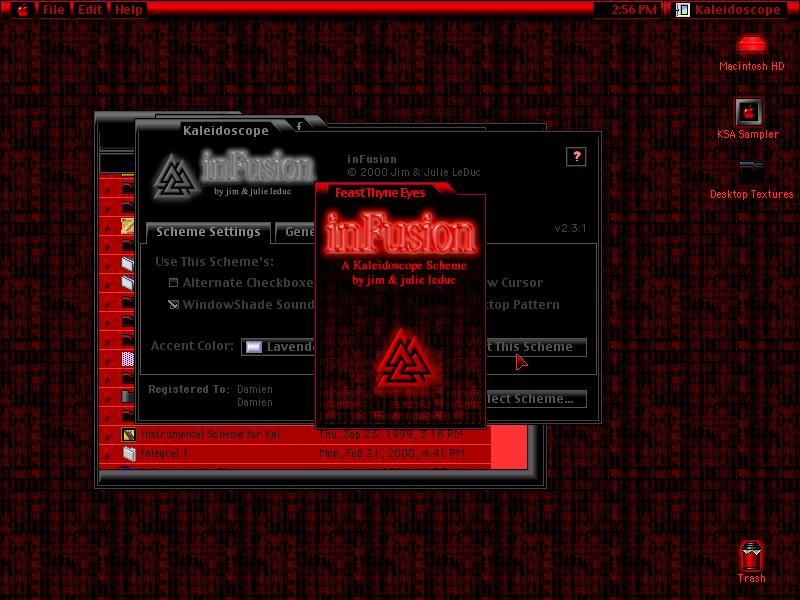 File Edit Help
2:56 PM Kaleidoscope
Macintosh HD
KSA Sampler
Desktop Textures
Trash
Kaleidoscope
f
inFusion
by jim & julie leduc
inFusion
© 2000 Jim & Julie LeDuc
?
v2.3.1
Scheme Settings
Gene
Use This Scheme's:
Alternate Checkboxe
w Cursor
WindowShade Sound
ktop Pattern
Accent Color:
Lavende
t This Scheme
Registered To: Damien
Damien
lect Scheme...
FeastThyne Eyes
inFusion
A Kaleidoscope Scheme
by jim & julie leduc
Instrumental Scheme for Kal
Thu, Sep 23, 1999, 3:18 PM
Integral ƒ
Mon, Feb 21, 2000, 4:41 PM